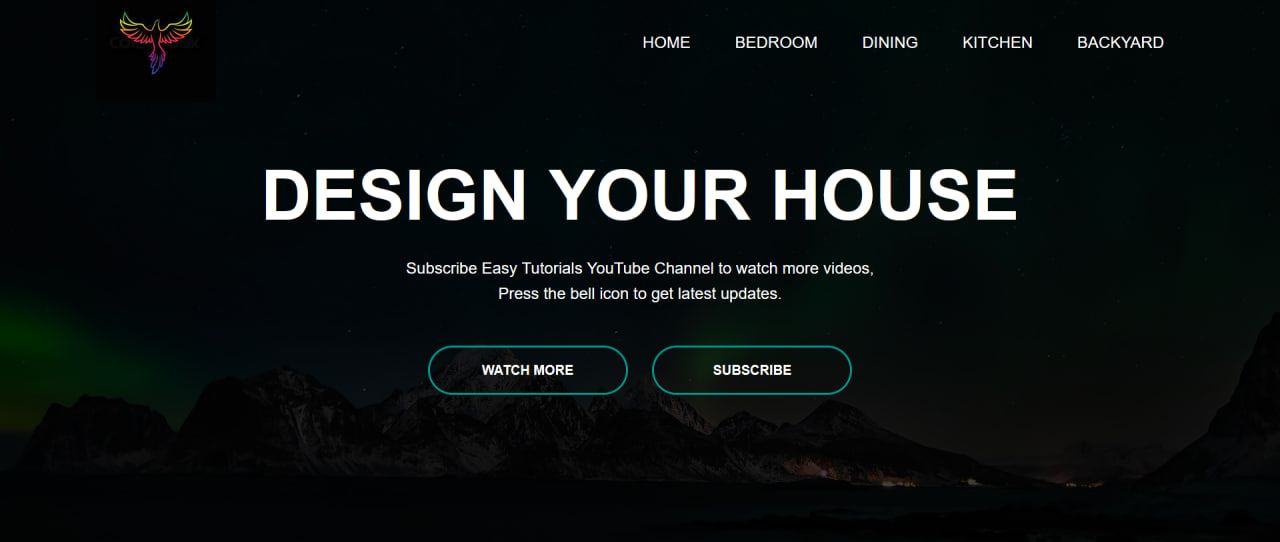 HOME BEDROOM DINING KITCHEN BACKYARD
DESIGN YOUR HOUSE
Subscribe Easy Tutorials YouTube Channel to watch more videos,
Press the bell icon to get latest updates.
WATCH MORE SUBSCRIBE